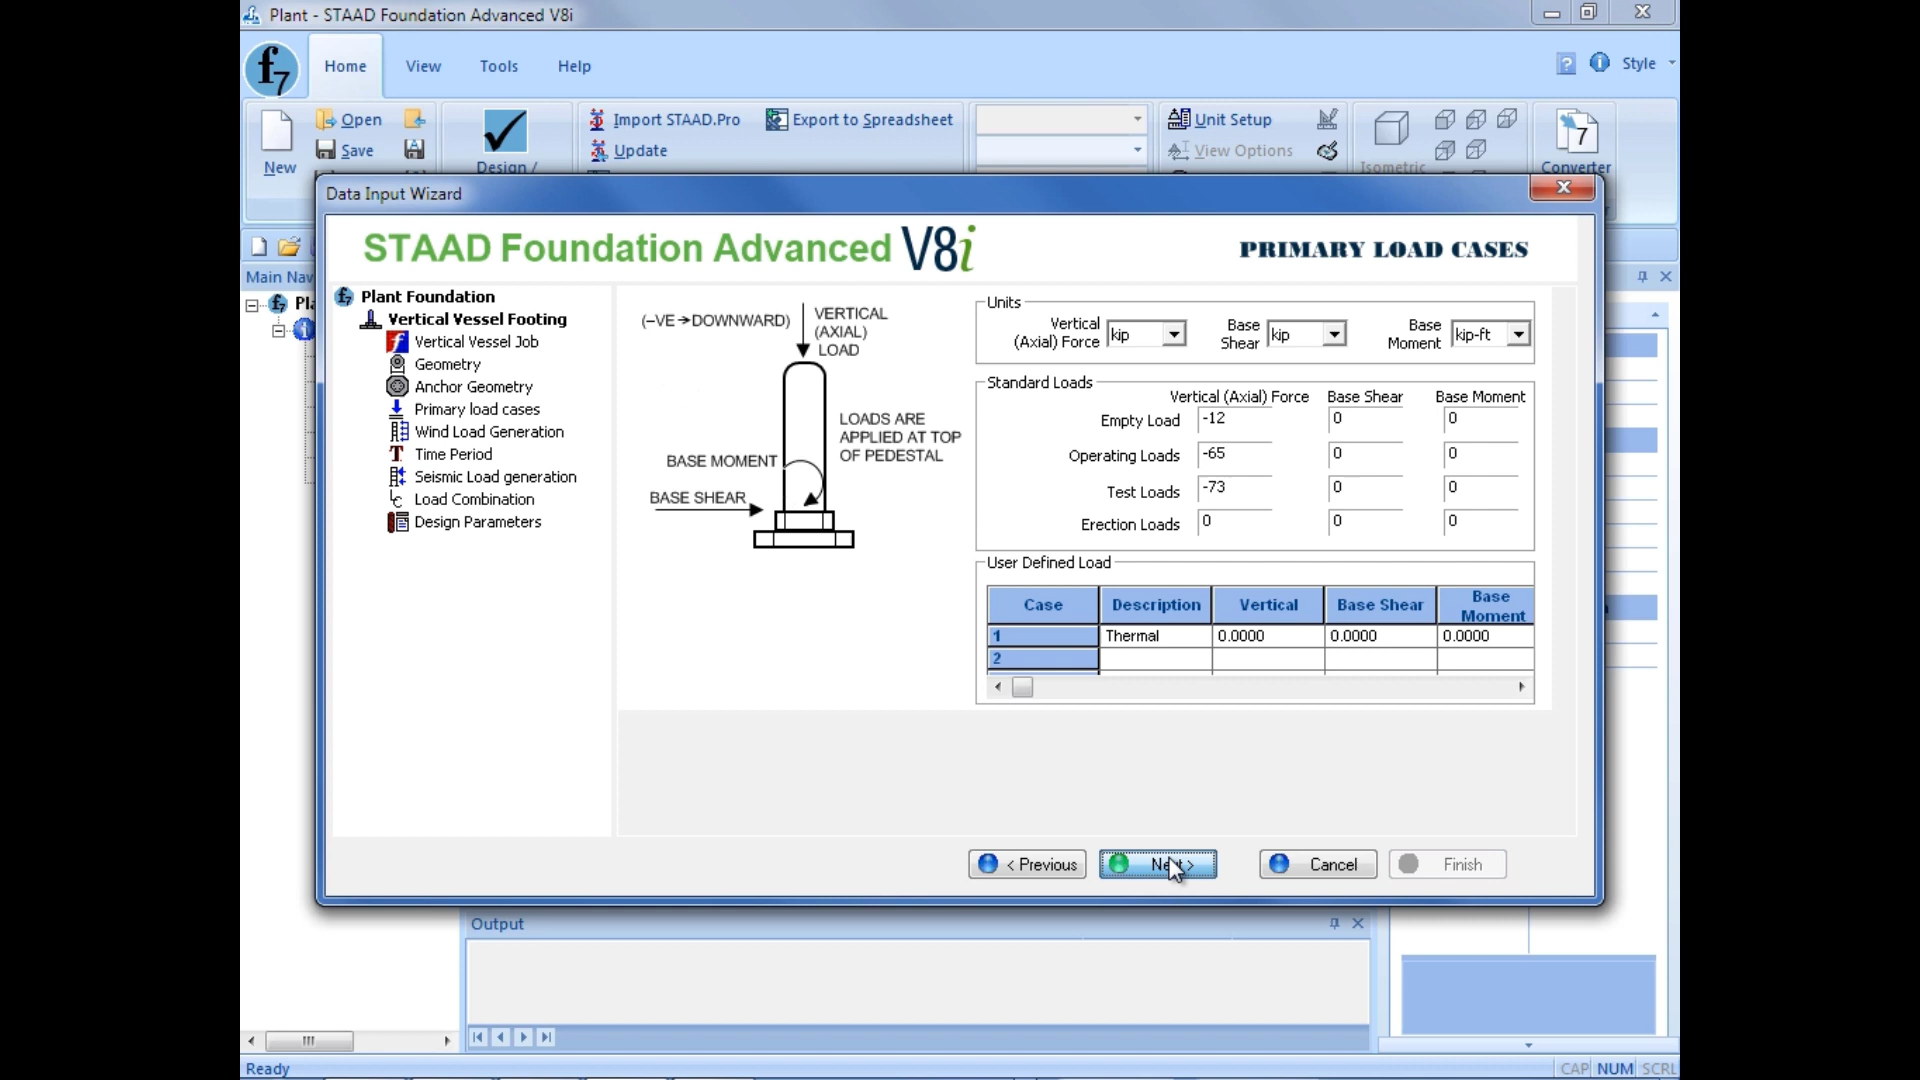 Plant - STAAD Foundation Advanced V8i
Home View Tools Help Style
Open
Save
New
Design /
Import STAAD.Pro
Update
Export to Spreadsheet
Unit Setup
View Options
Isometric
Converter
Data Input Wizard
STAAD Foundation Advanced V8i
PRIMARY LOAD CASES
Main Nav
Pla
Plant Foundation
Vertical Vessel Footing
Vertical Vessel Job
Geometry
Anchor Geometry
Primary load cases
Wind Load Generation
Time Period
Seismic Load generation
Load Combination
Design Parameters
(-VE→DOWNWARD)
VERTICAL
(AXIAL)
LOAD
LOADS ARE
APPLIED AT TOP
OF PEDESTAL
BASE MOMENT
BASE SHEAR
Units
Vertical
(Axial) Force
kip
Base
Shear
kip
Base
Moment
kip-ft
Standard Loads
Vertical (Axial) Force Base Shear Base Moment
Empty Load -12 0 0
Operating Loads -65 0 0
Test Loads -73 0 0
Erection Loads 0 0 0
User Defined Load
Case Description Vertical Base Shear Base Moment
1 Thermal 0.0000 0.0000 0.0000
2
< Previous Next > Cancel Finish
Output
Ready
CAP NUM SCRL